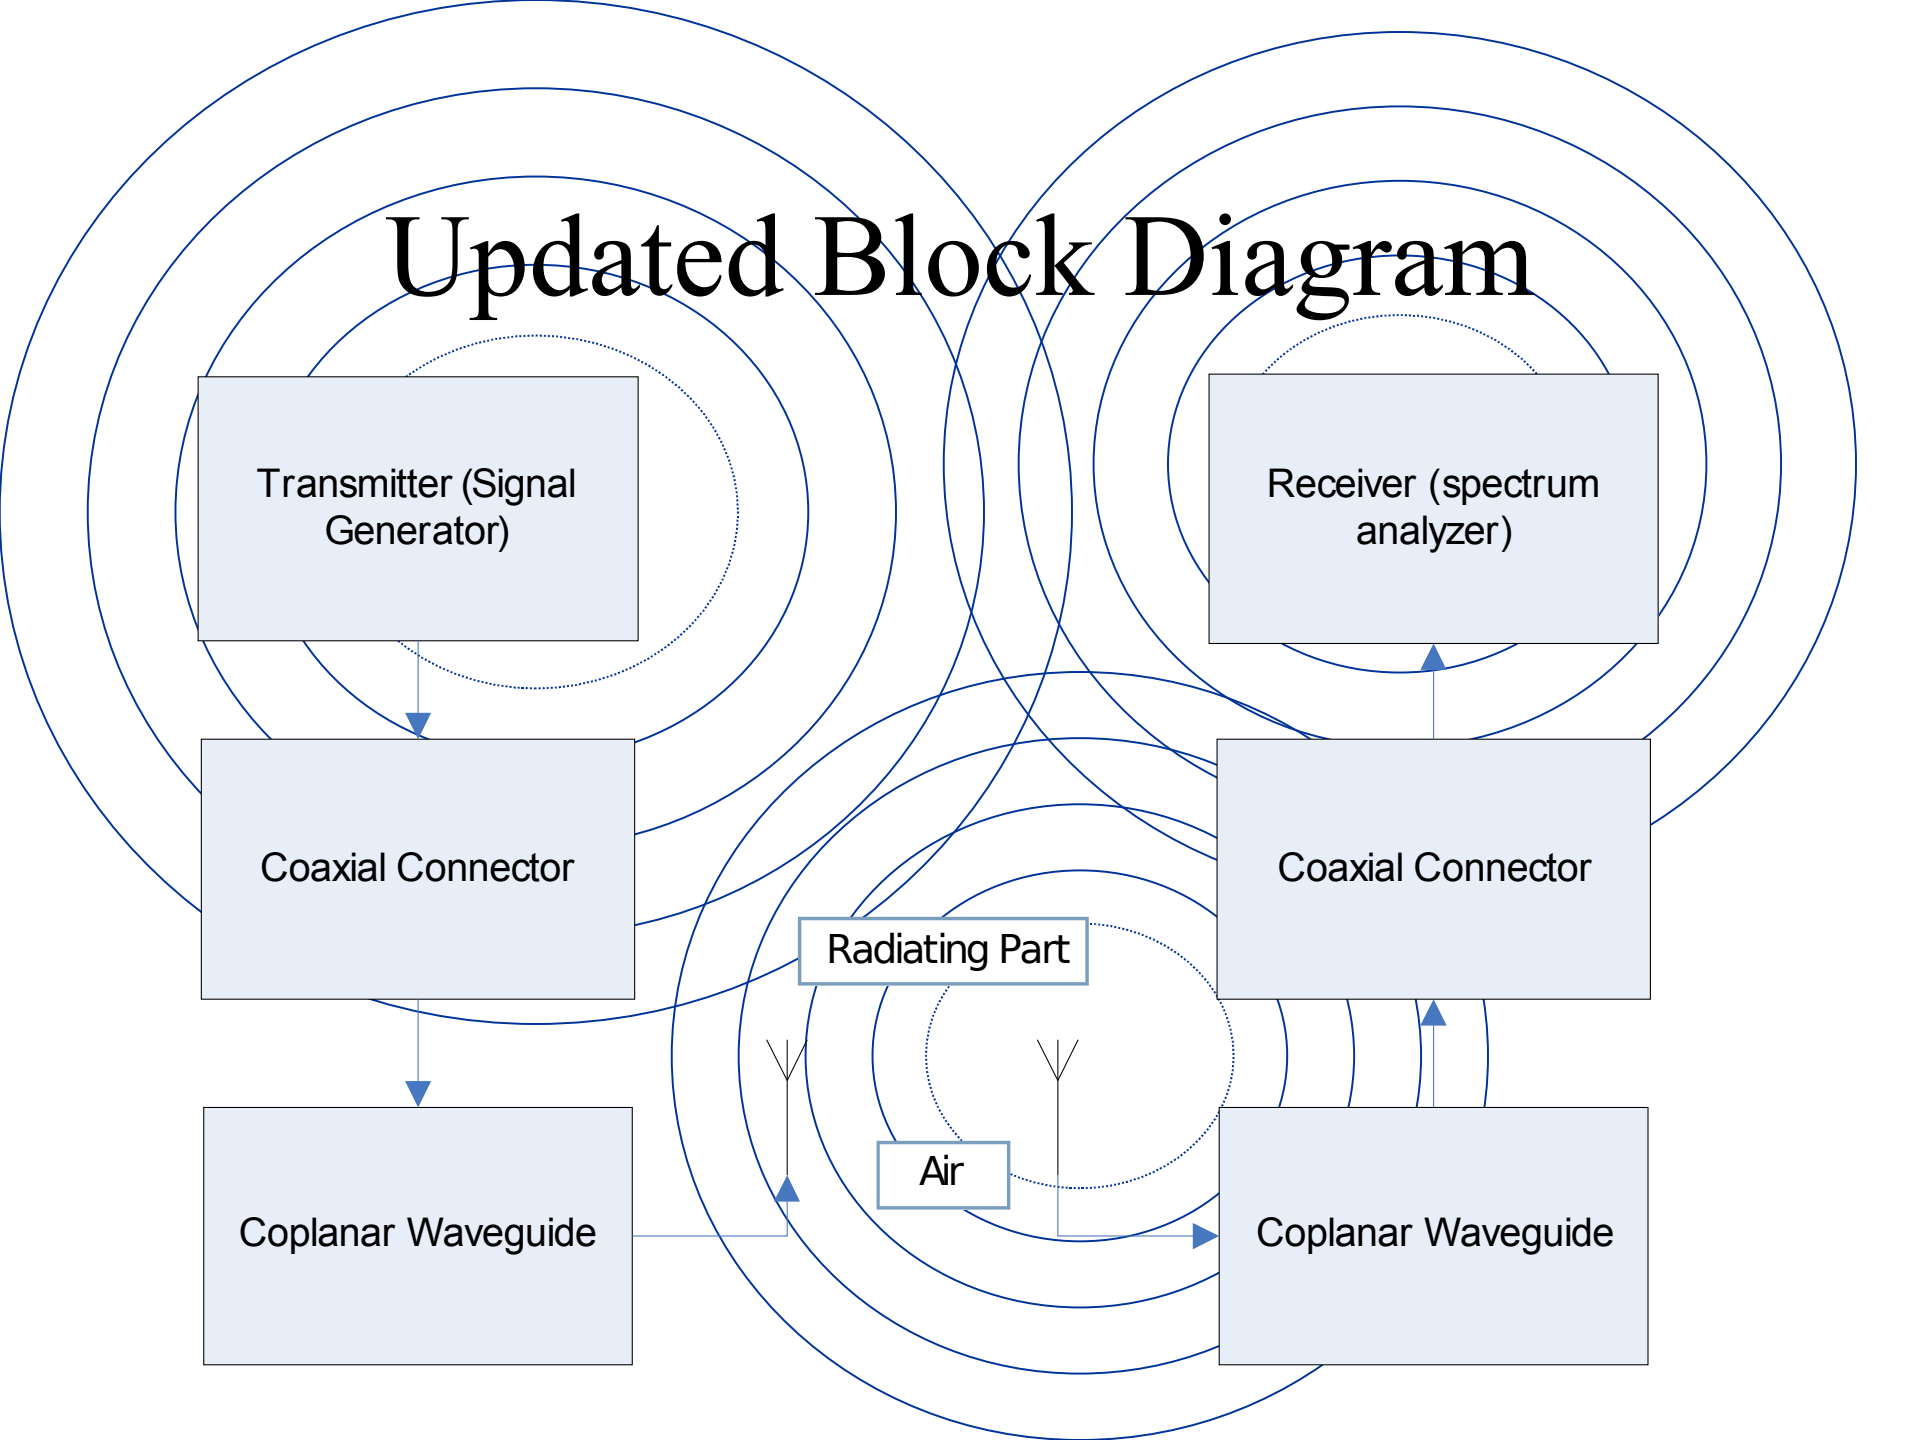 Updated Block Diagram
Transmitter (Signal
Generator)
Receiver (spectrum
analyzer)
Coaxial Connector
Coaxial Connector
Radiating Part
Air
Coplanar Waveguide
Coplanar Waveguide